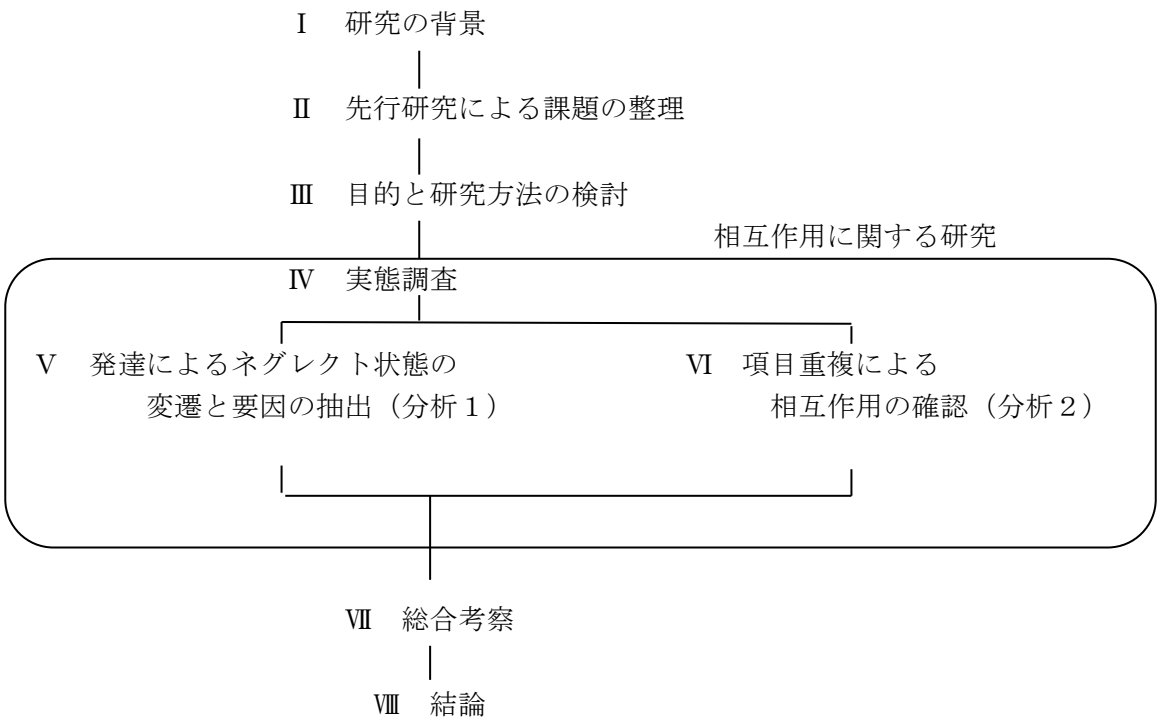 Ⅰ　研究の背景
Ⅱ　先行研究による課題の整理
Ⅲ　目的と研究方法の検討
相互作用に関する研究
Ⅳ　実態調査
Ⅴ　発達によるネグレクト状態の
変遷と要因の抽出（分析１）
Ⅵ　項目重複による
相互作用の確認（分析２）
Ⅶ　総合考察
Ⅷ　結論